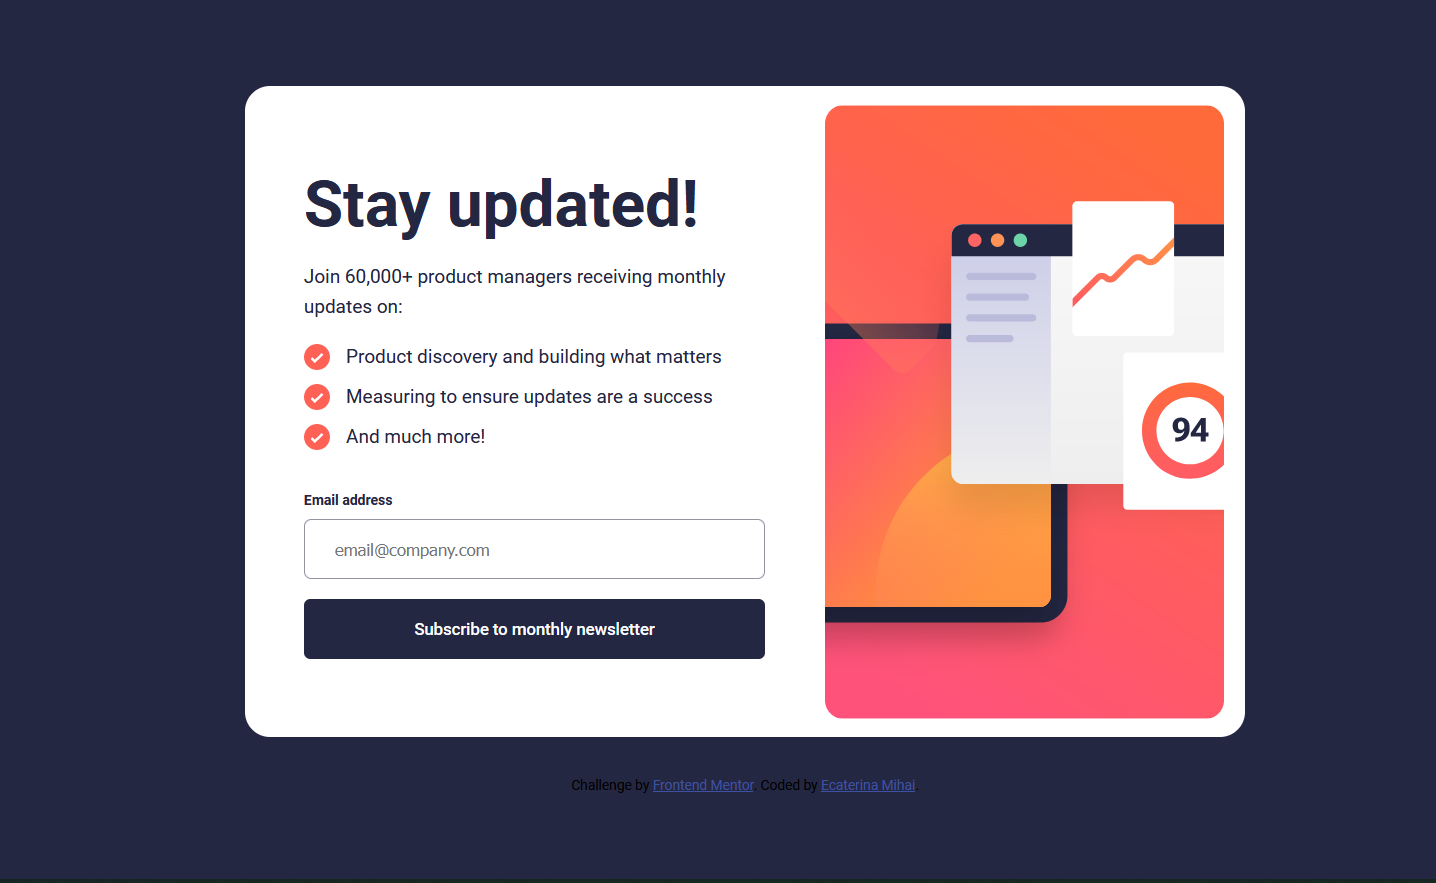 Stay updated!
Join 60,000+ product managers receiving monthly
updates on:
Product discovery and building what matters
Measuring to ensure updates are a success
And much more!
Email address
email@company.com
Subscribe to monthly newsletter
94
Challenge by Frontend Mentor. Coded by Ecaterina Mihai.